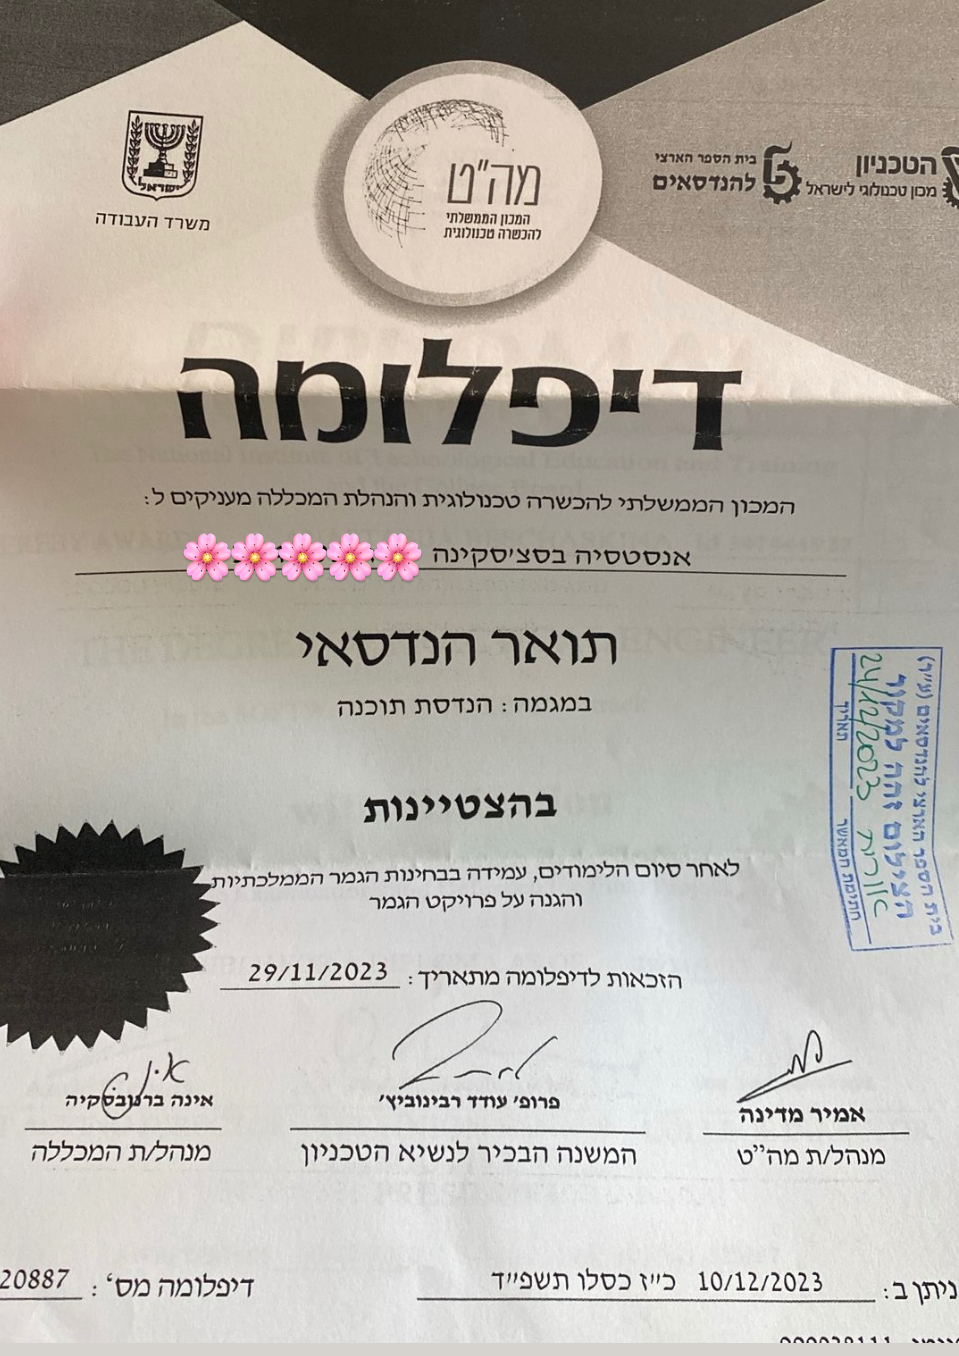 ישראל
משרד העבודה
מה"ט
המכון הממשלתי
להכשרה טכנולוגית
בית הספר הארצי
להנדסאים
הטכניון
מכון טכנולוגי לישראל
דיפלומה
המכון הממשלתי להכשרה טכנולוגית והנהלת המכללה מעניקים ל:
אנסטסיה בסצ'סקינה
תואר הנדסאי
במגמה: הנדסת תוכנה
בהצטיינות
לאחר סיום הלימודים, עמידה בבחינות הגמר הממלכתיות,
והגנה על פרויקט הגמר
הזכאות לדיפלומה מתאריך: 29/11/2023
אמיר מדינה
מנהל/ת מה"ט
פרופ' עודד רבינוביץ'
המשנה הבכיר לנשיא הטכניון
אינה ברנובסקיה
מנהל/ת המכללה
ניתן ב: 10/12/2023 כ"ז כסלו תשפ"ד
דיפלומה מס': 20887
בית הספר הארצי להנדסאים (ע"ר)
הצילום זהה למקור
24/12/2023
תאריך
חתימת המאשר